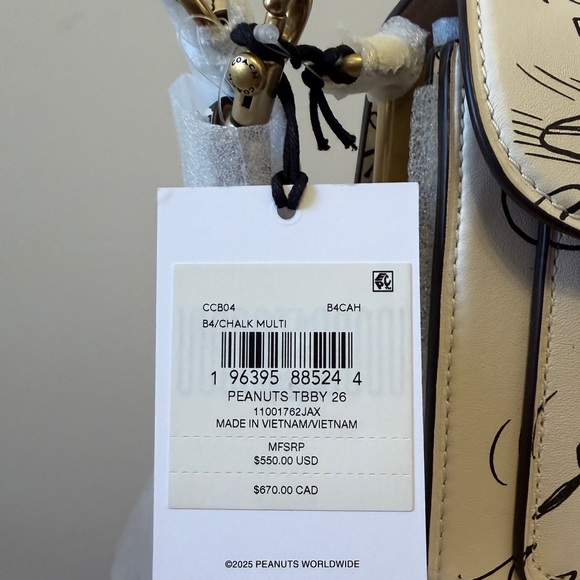 COACH
CCB04 B4CAH
B4/CHALK MULTI
1 96395 88524 4
PEANUTS TBBY 26
11001762JAX
MADE IN VIETNAM/VIETNAM
MFSRP
$550.00 USD
$670.00 CAD
©2025 PEANUTS WORLDWIDE